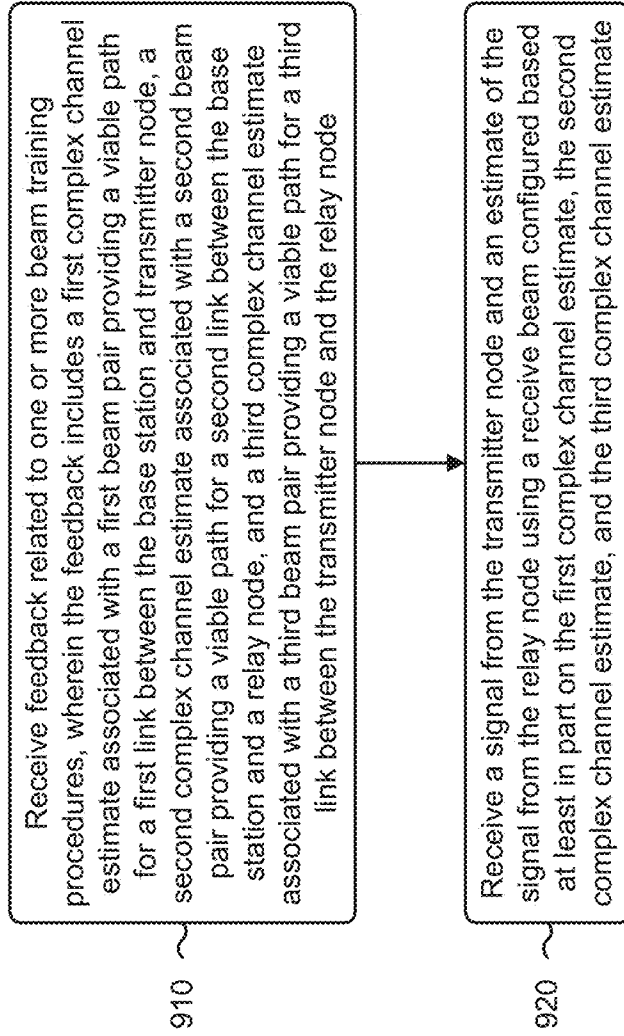 Receive feedback related to one or more beam training
procedures, wherein the feedback includes a first complex channel
estimate associated with a first beam pair providing a viable path
for a first link between the base station and transmitter node, a
second complex channel estimate associated with a second beam
pair providing a viable path for a second link between the base
station and a relay node, and a third complex channel estimate
associated with a third beam pair providing a viable path for a third
link between the transmitter node and the relay node
910
Receive a signal from the transmitter node and an estimate of the
signal from the relay node using a receive beam configured based
at least in part on the first complex channel estimate, the second
complex channel estimate, and the third complex channel estimate
920